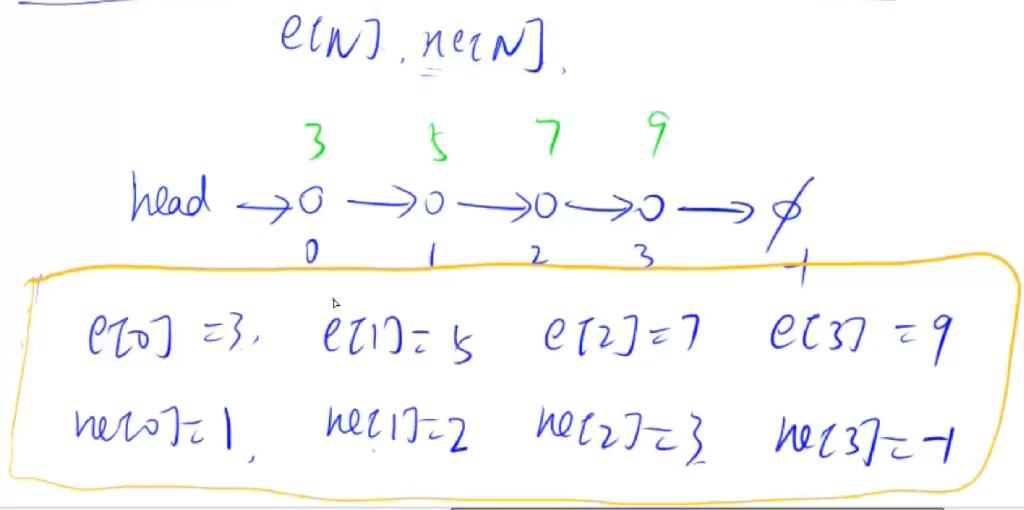 e[N], ne[N],
3 5 7 9
head →○ →○ →○ →○ → ∅
0 1 2 3 -1
e[0]=3, e[1]=5 e[2]=7 e[3]=9
ne[0]=1, ne[1]=2 ne[2]=3 ne[3]=-1